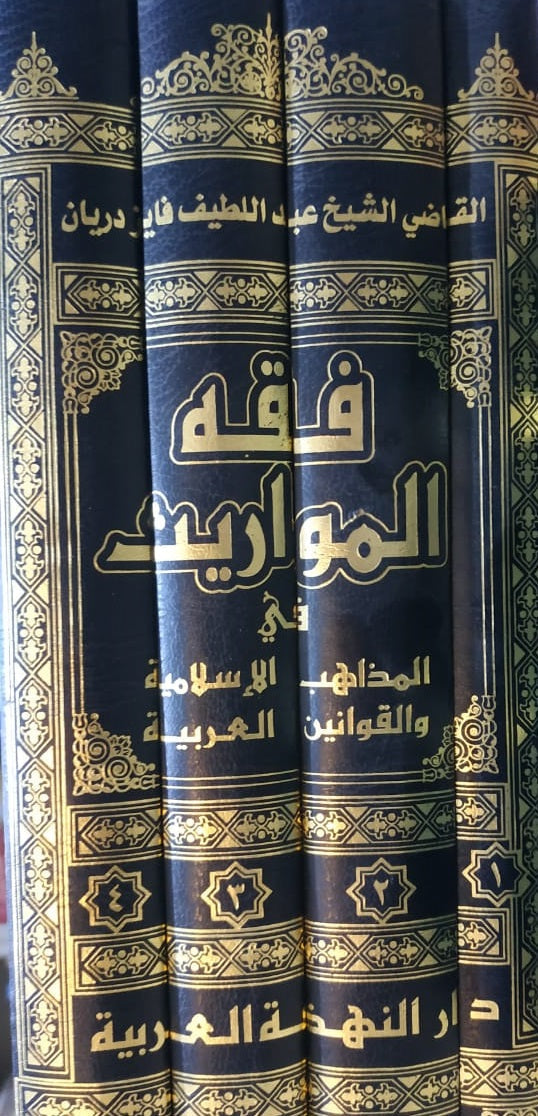 القاضي الشيخ عبد اللطيف فايز دريان
فقه
المواريث
في
المذاهب الإسلامية
والقوانين العربية
١ ٢ ٣ ٤
دار النهضة العربية